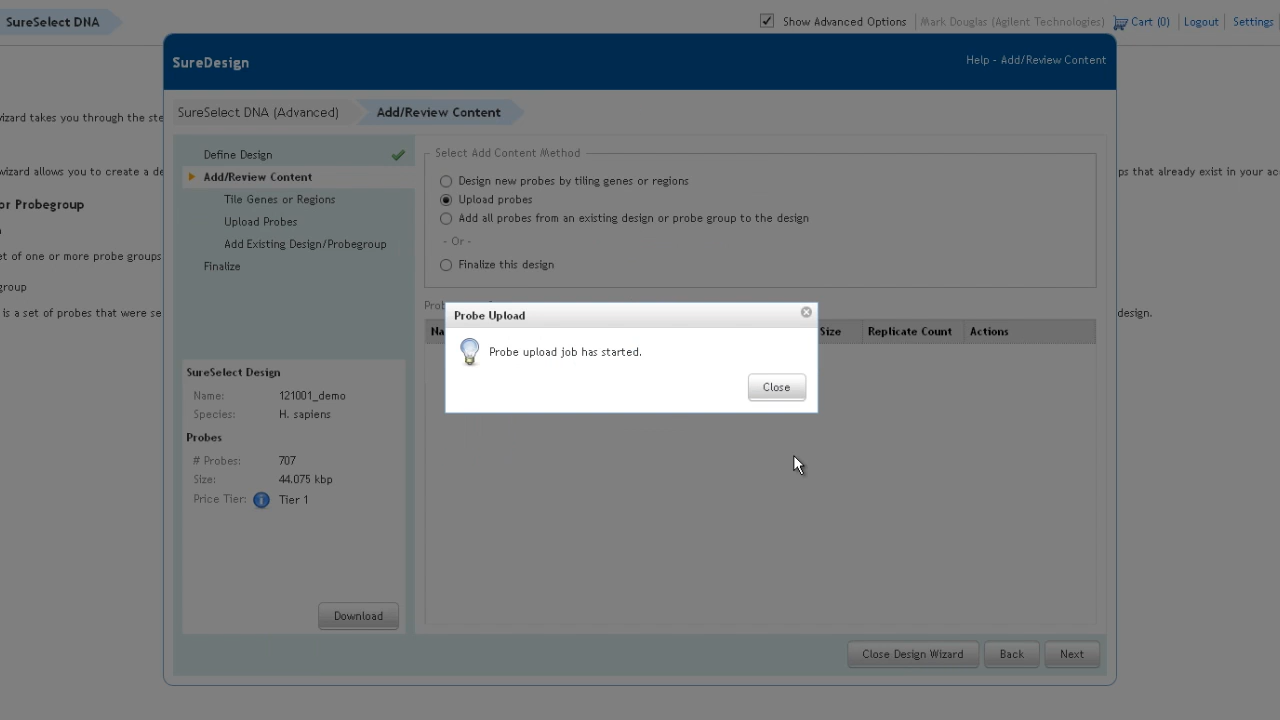 SureSelect DNA
Show Advanced Options
Mark Douglas (Agilent Technologies)
Cart (0)
Logout
Settings
SureDesign
Help - Add/Review Content
SureSelect DNA (Advanced)
Add/Review Content
Define Design
Add/Review Content
Tile Genes or Regions
Upload Probes
Add Existing Design/Probegroup
Finalize
Select Add Content Method
Design new probes by tiling genes or regions
Upload probes
Add all probes from an existing design or probe group to the design
- Or -
Finalize this design
Size
Replicate Count
Actions
Probe Upload
Probe upload job has started.
Close
SureSelect Design
Name: 121001_demo
Species: H. sapiens
Probes
# Probes: 707
Size: 44.075 kbp
Price Tier: Tier 1
Download
Close Design Wizard
Back
Next
wizard takes you through the ste
wizard allows you to create a de
ps that already exist in your ac
or Probegroup
et of one or more probe groups
group
is a set of probes that were se
design.